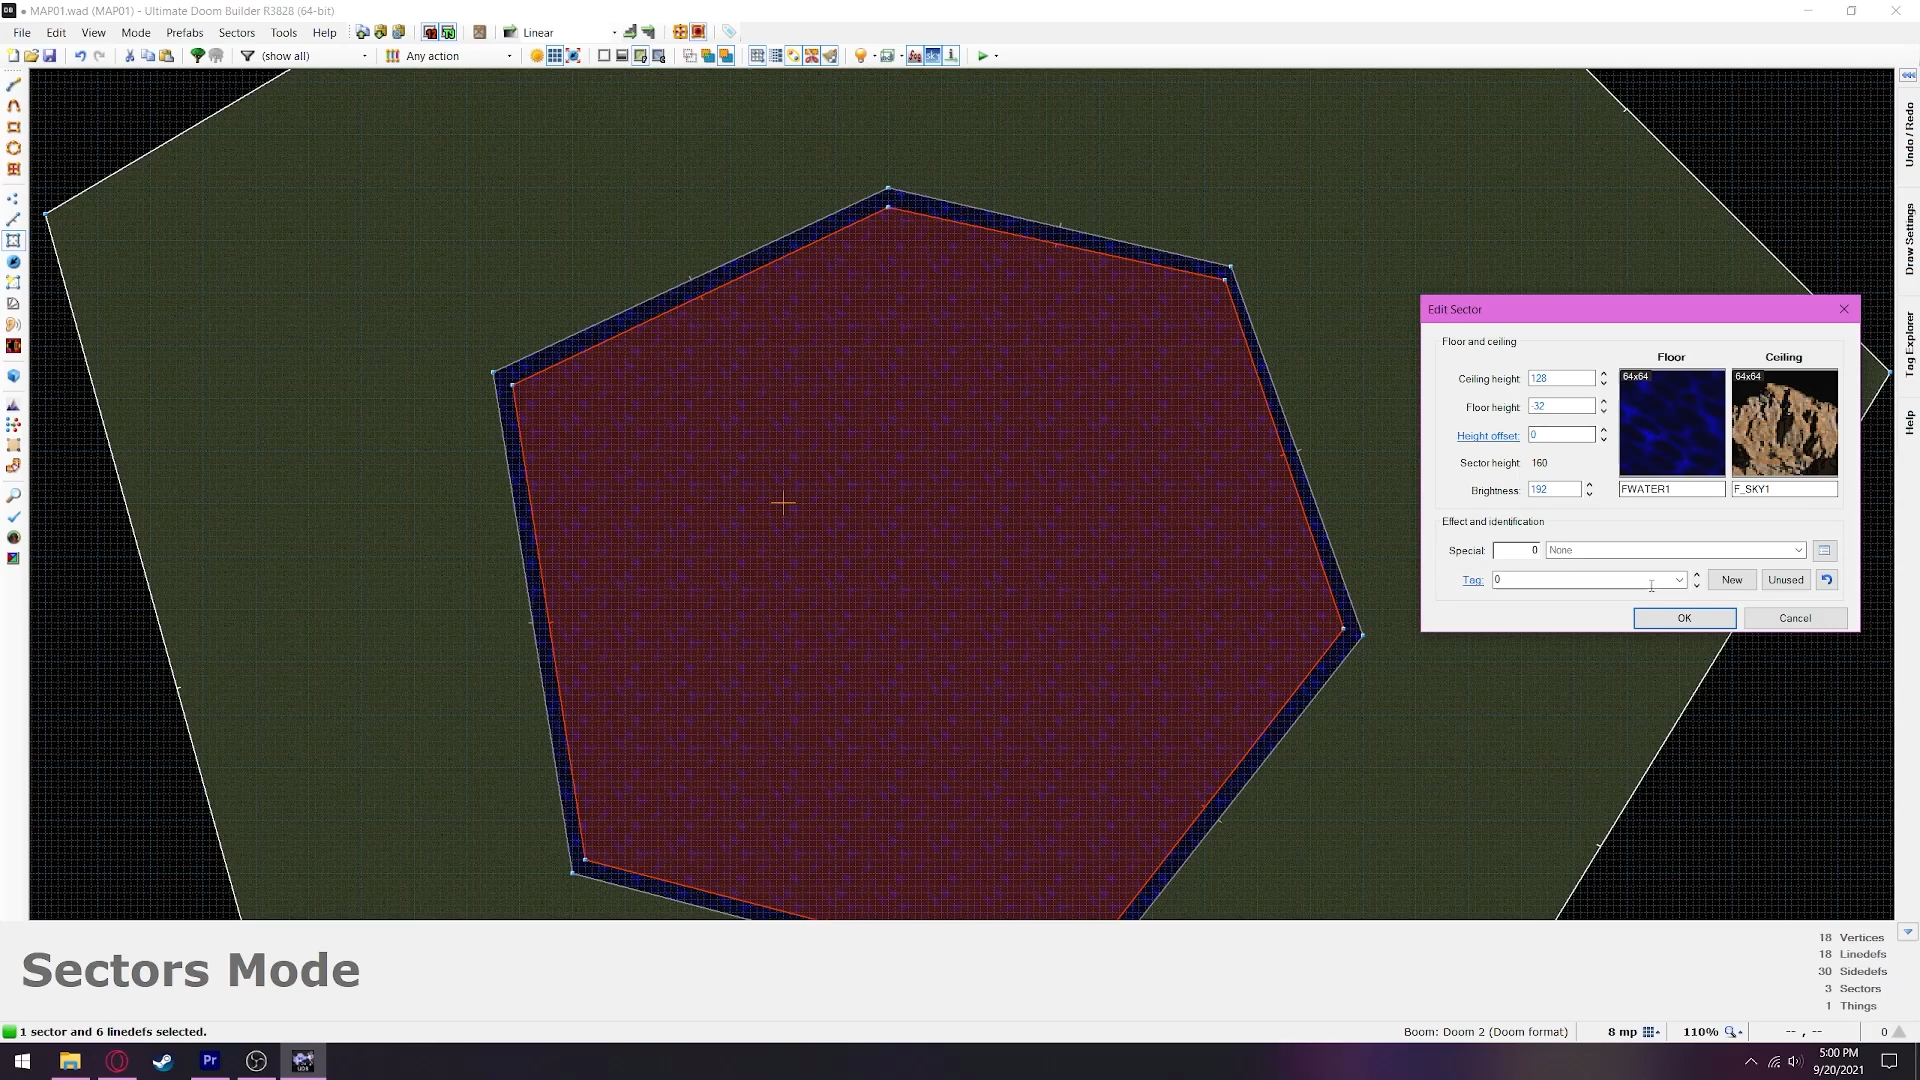 • MAP01.wad (MAP01) - Ultimate Doom Builder R3828 (64-bit)
File Edit View Mode Prefabs Sectors Tools Help Linear
(show all) Any action
Undo / Redo
Draw Settings
Tag Explorer
Help
Edit Sector
Floor and ceiling
Floor Ceiling
Ceiling height: 128
64x64 64x64
Floor height: -32
Height offset: 0
Sector height: 160
Brightness: 192
FWATER1 F_SKY1
Effect and identification
Special: 0 None
Tag: 0 New Unused
OK Cancel
Sectors Mode
18 Vertices
18 Linedefs
30 Sidedefs
3 Sectors
1 Things
1 sector and 6 linedefs selected.
Boom: Doom 2 (Doom format) 8 mp 110% -- , -- 0
5:00 PM
9/20/2021